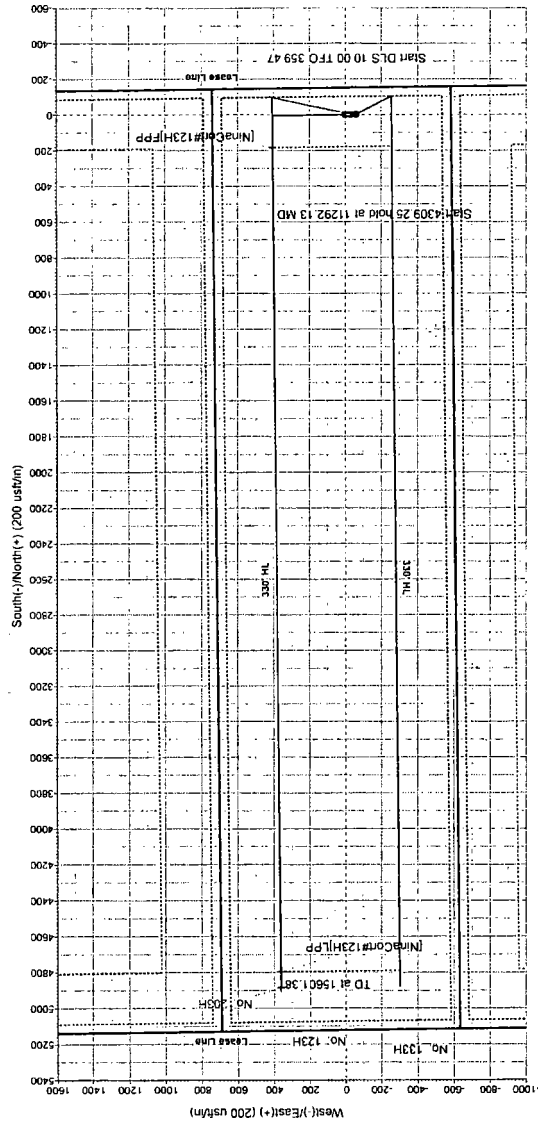 -600
-400
Start DLS 10.00 TFO 359.47
-200
Lease Line
0
[NinaCort#123H]FPP
200
400
Start 4309.25 hold at 11292.13 MD
600
800
1000
1200
1400
1600
1800
2000
2200
2400
2600
2800
3000
3200
3400
3600
3800
4000
4200
4400
4600
4800
5000
5200
5400
South(-)/North(+) (200 usft/in)
330' HL
330' HL
[NinaCort#123H]LPP
TD at 15601.38
No. 203H
Lease Line
No. 123H
No. 133H
1600 1400 1200 1000 800 600 400 200 0 -200 -400 -600 -800 -1000
West(-)/East(+) (200 usft/in)